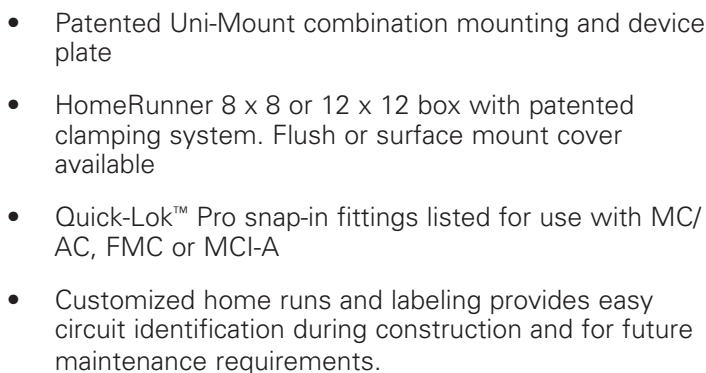 • Patented Uni-Mount combination mounting and device
plate
• HomeRunner 8 x 8 or 12 x 12 box with patented
clamping system. Flush or surface mount cover
available
• Quick-Lok™ Pro snap-in fittings listed for use with MC/
AC, FMC or MCI-A
• Customized home runs and labeling provides easy
circuit identification during construction and for future
maintenance requirements.